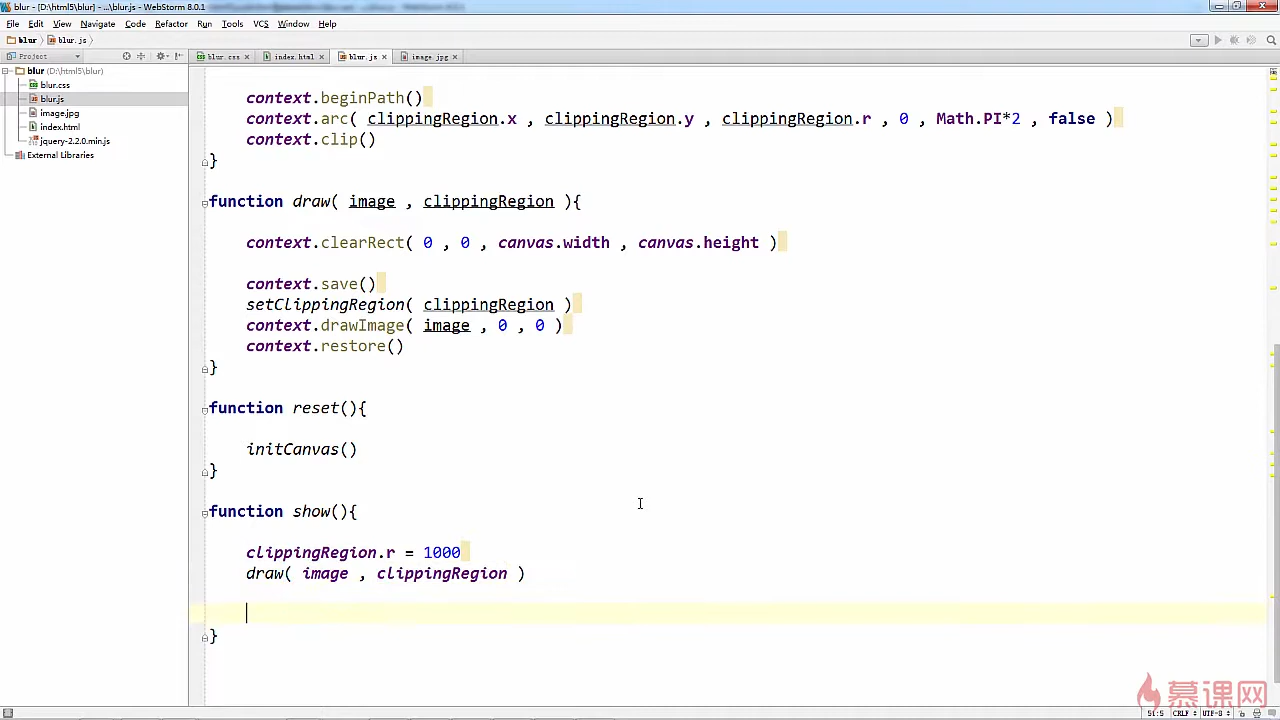 blur - [D:\html5\blur] - ...\blur.js - WebStorm 8.0.1
File Edit View Navigate Code Refactor Run Tools VCS Window Help
blur blur.js
Project
blur.css index.html blur.js image.jpg
blur (D:\html5\blur)
blur.css
blur.js
image.jpg
index.html
jquery-2.2.0.min.js
External Libraries
context.beginPath()
context.arc( clippingRegion.x , clippingRegion.y , clippingRegion.r , 0 , Math.PI*2 , false )
context.clip()
}
function draw( image , clippingRegion ){
context.clearRect( 0 , 0 , canvas.width , canvas.height )
context.save()
setClippingRegion( clippingRegion )
context.drawImage( image , 0 , 0 )
context.restore()
}
function reset(){
initCanvas()
}
function show(){
clippingRegion.r = 1000
draw( image , clippingRegion )
}
慕课网
51:5 CRLF UTF-8